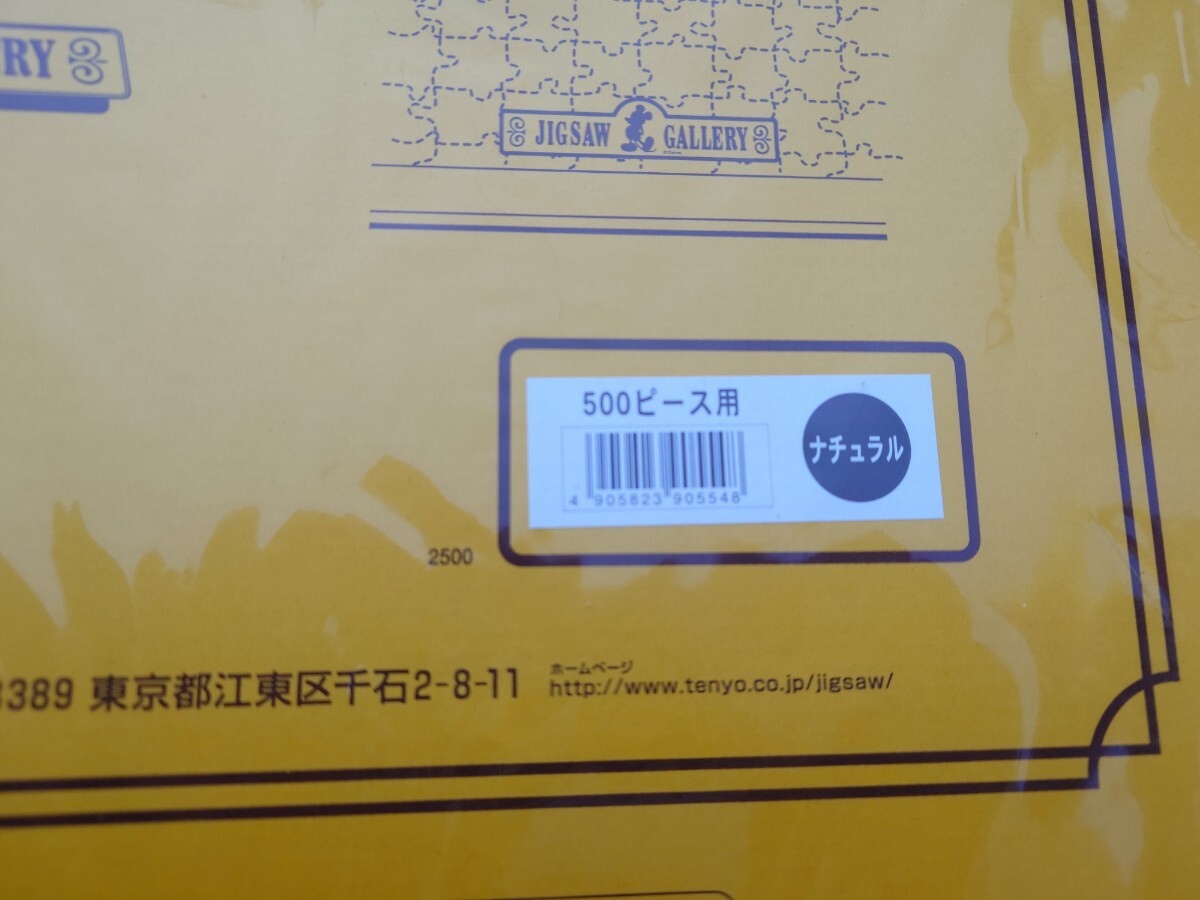 RY
JIGSAW GALLERY
500ピース用
ナチュラル
4 905823 905548
2500
3389 東京都江東区千石2-8-11
ホームページ
http://www.tenyo.co.jp/jigsaw/